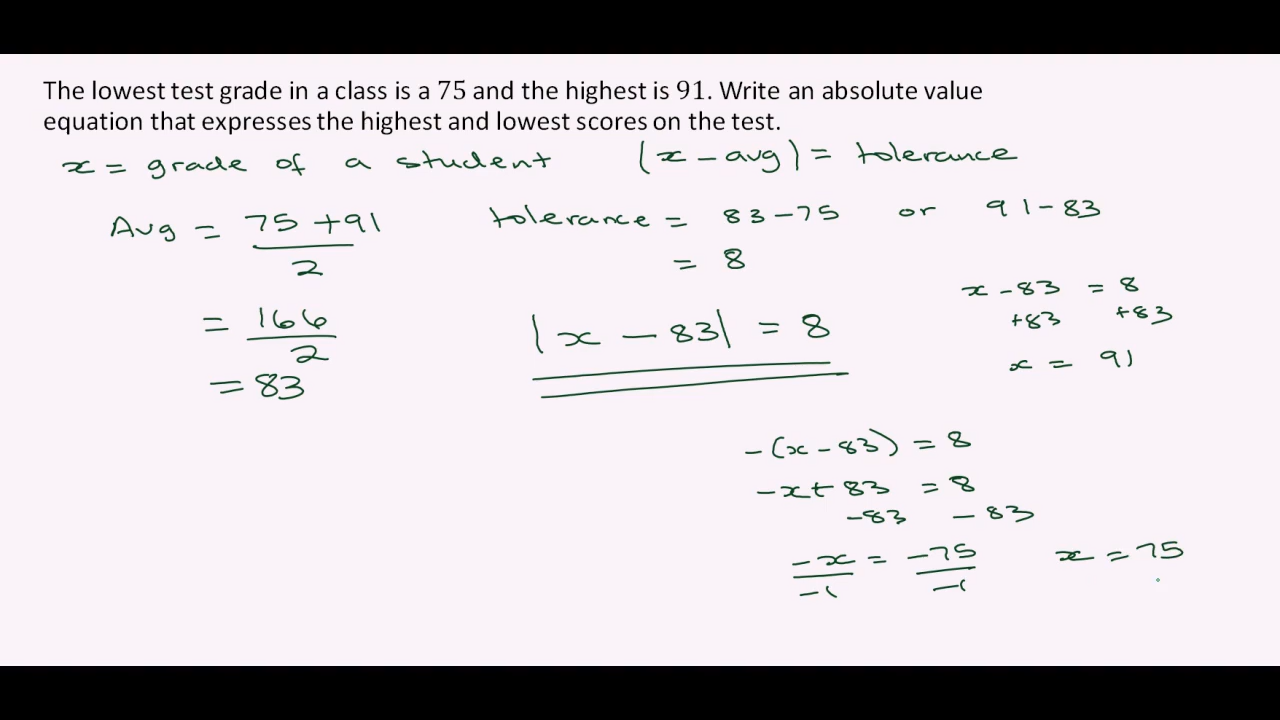 The lowest test grade in a class is a 75 and the highest is 91. Write an absolute value
equation that expresses the highest and lowest scores on the test.
x = grade of a student |x - avg| = tolerance
Avg = 75 + 91 / 2
tolerance = 83 - 75 or 91 - 83
= 8
= 166 / 2
= 83
|x - 83| = 8
x - 83 = 8
+83 +83
x = 91
-(x - 83) = 8
-x + 83 = 8
-83 - 83
-x / -1 = -75 / -1 x = 75